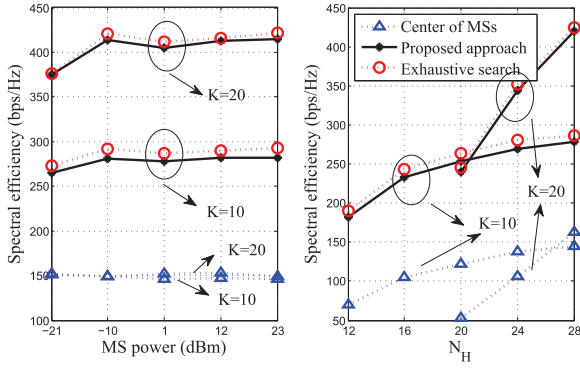 450
400
350
300
250
200
150
100
Spectral efficiency (bps/Hz)
−21
−10
1
12
23
MS power (dBm)
K=20
K=10
K=20
K=10
450
400
350
300
250
200
150
100
50
Spectral efficiency (bps/Hz)
12
16
20
24
28
N_H
Center of MSs
Proposed approach
Exhaustive search
K=20
K=10